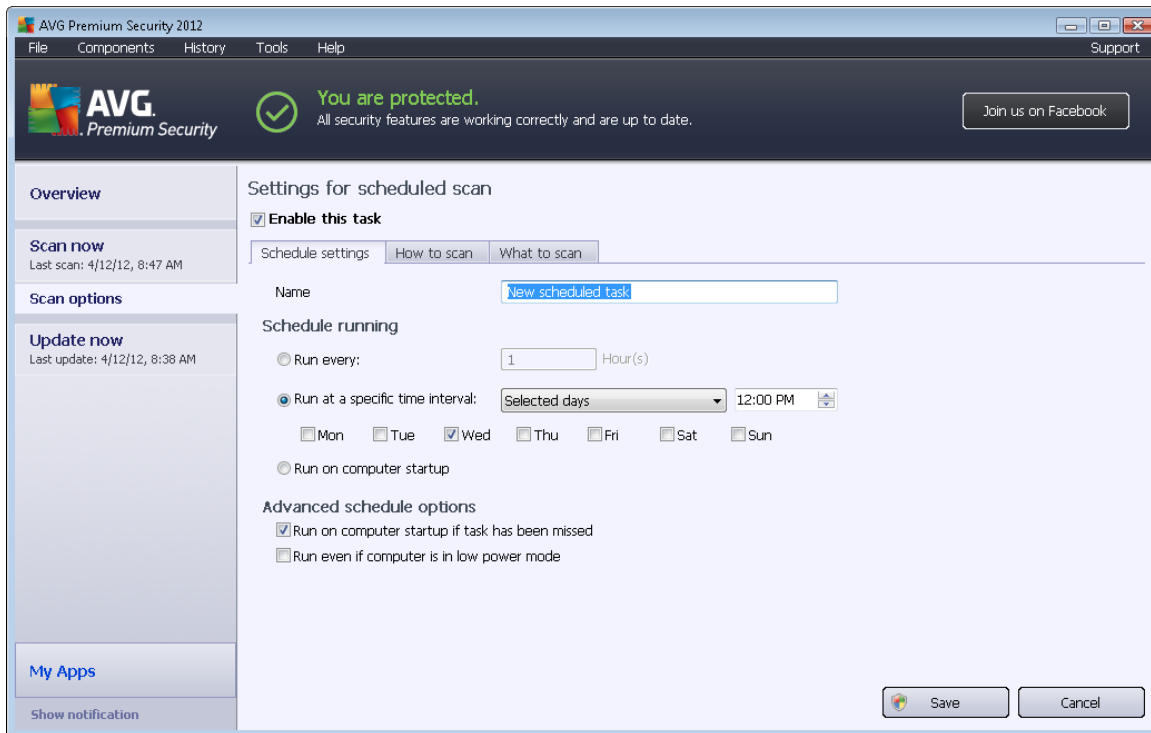 AVG Premium Security 2012
File Components History Tools Help Support
AVG.
Premium Security
You are protected.
All security features are working correctly and are up to date.
Join us on Facebook
Overview
Scan now
Last scan: 4/12/12, 8:47 AM
Scan options
Update now
Last update: 4/12/12, 8:38 AM
My Apps
Show notification
Settings for scheduled scan
Enable this task
Schedule settings How to scan What to scan
Name New scheduled task
Schedule running
Run every: 1 Hour(s)
Run at a specific time interval: Selected days 12:00 PM
Mon Tue Wed Thu Fri Sat Sun
Run on computer startup
Advanced schedule options
Run on computer startup if task has been missed
Run even if computer is in low power mode
Save Cancel